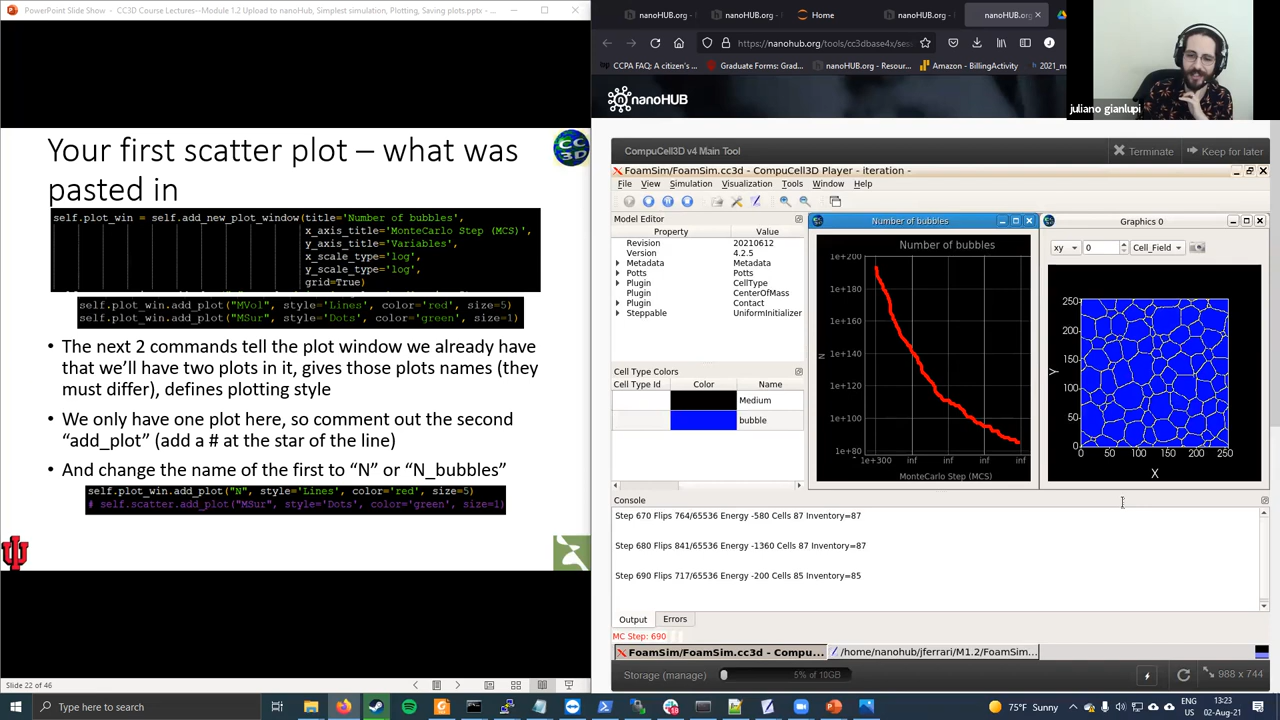 PowerPoint Slide Show - CC3D Course Lectures--Module 1.2 Upload to nanoHub, Simplest simulation, Plotting, Saving plots.pptx - ...
Your first scatter plot – what was
pasted in
CC
3D
self.plot_win = self.add_new_plot_window(title='Number of bubbles',
x_axis_title='MonteCarlo Step (MCS)',
y_axis_title='Variables',
x_scale_type='log',
y_scale_type='log',
grid=True)
self.plot_win.add_plot("MVol", style='Lines', color='red', size=5)
self.plot_win.add_plot("MSur", style='Dots', color='green', size=1)
• The next 2 commands tell the plot window we already have
that we'll have two plots in it, gives those plots names (they
must differ), defines plotting style
• We only have one plot here, so comment out the second
"add_plot" (add a # at the star of the line)
• And change the name of the first to "N" or "N_bubbles"
self.plot_win.add_plot("N", style='Lines', color='red', size=5)
# self.scatter.add_plot("MSur", style='Dots', color='green', size=1)
Slide 22 of 46
nanoHUB.org
nanoHUB.org
Home
nanoHUB.org
nanoHUB.org
https://nanohub.org/tools/cc3dbase4x/ses
CCPA FAQ: A citizen's...
Graduate Forms: Grad...
nanoHUB.org - Resour...
Amazon - BillingActivity
2021_m
juliano gianlupi
nanoHUB
CompuCell3D v4 Main Tool
Terminate
Keep for later
FoamSim/FoamSim.cc3d - CompuCell3D Player - iteration -
File View Simulation Visualization Tools Window Help
Model Editor
Property Value
Revision 20210612
Version 4.2.5
Metadata Metadata
Potts Potts
Plugin CellType
Plugin CenterOfMass
Plugin Contact
Steppable UniformInitializer
Cell Type Colors
Cell Type Id Color Name
Medium
bubble
Number of bubbles
Number of bubbles
1e+200
1e+180
1e+160
1e+140
1e+120
1e+100
1e+80
N
1e+300 inf inf inf inf
MonteCarlo Step (MCS)
Graphics 0
xy 0 Cell_Field
250
200
150
100
50
0
Y
0 50 100 150 200 250
X
Console
Step 670 Flips 764/65536 Energy -580 Cells 87 Inventory=87
Step 680 Flips 841/65536 Energy -1360 Cells 87 Inventory=87
Step 690 Flips 717/65536 Energy -200 Cells 85 Inventory=85
Output Errors
MC Step: 690
FoamSim/FoamSim.cc3d - Compu...
/home/nanohub/jferrari/M1.2/FoamSim...
Storage (manage)
5% of 10GB
988 x 744
Type here to search
75°F Sunny
ENG
US
13:23
02-Aug-21